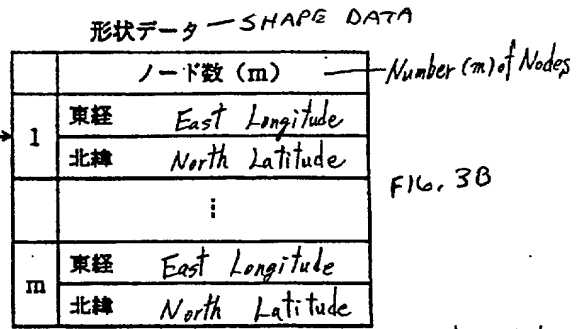 形状データ — SHAPE DATA
ノード数 (m) — Number (m) of Nodes
1 東経 East Longitude
北緯 North Latitude
⋮
FIG. 3B
m 東経 East Longitude
北緯 North Latitude